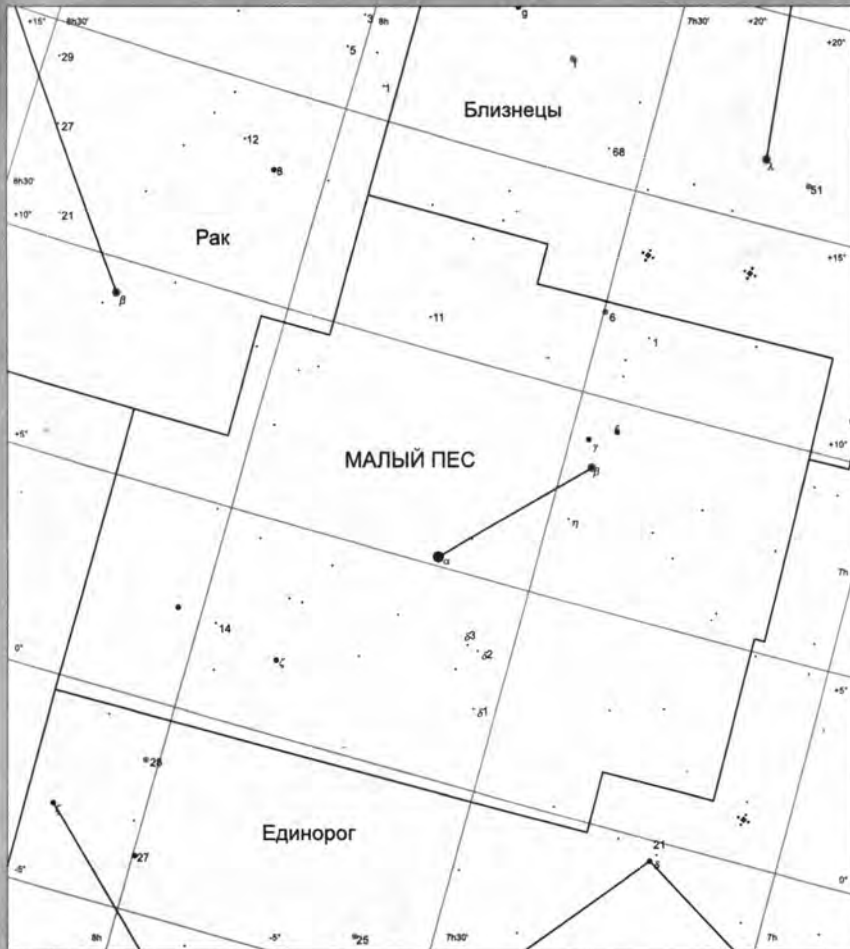 +15° 8h30' 3 8h g 7h30' +20° +20°
29 5 1
Близнецы
27 12 68 λ
8 51
8h30'
+10° 21
Рак
+15°
β
11 6
1
+5° +10°
γ
МАЛЫЙ ПЕС
β
η
α
7h
14 δ3
0° ζ δ2
+5°
δ1
28
ζ
Единорог
27 21
δ
-5° 0°
8h -5° 25 7h30' 7h